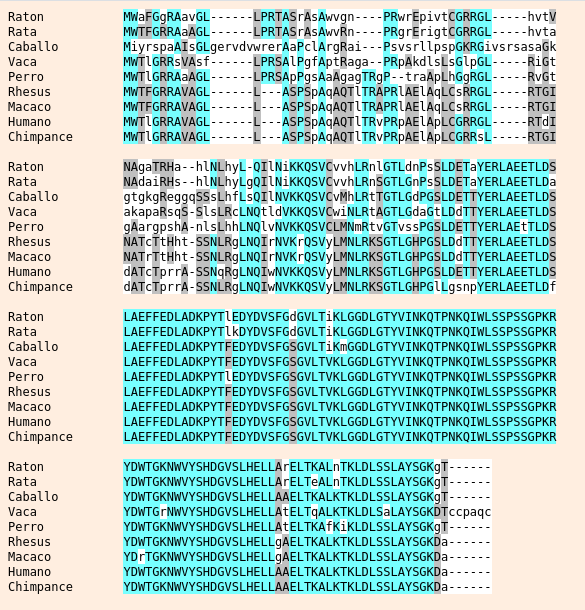 Raton MWaFGgRAavGL------LPRTASrAsAwvgn----PRwrEpivtCGRRGL-----hvtV
Rata MWTFGRRAaAGL------LPRTASrAsAwvRn----PRgrErigtCGRRGL-----hvta
Caballo MiyrspaAIsGLgervdvwrerAaPclArgRai---PsvsrllpspGKRGivsrsasaGk
Vaca MWTlGRRsVAsf------LPRSAlPgfAptRaga--PRpAkdlsLsGlpGL-----RiGt
Perro MWTlGRRAaAGL------LPRSApPgsAaAgagTRgP--traApLhGgRGL-----RvGt
Rhesus MWTFGRRAVAGL------L---ASPSpAqAQTlTRAPRlAELAqLCsRRGL-----RTGI
Macaco MWTFGRRAVAGL------L---ASPSpAqAQTlTRAPRlAELAqLCsRRGL-----RTGI
Humano MWTlGRRAVAGL------L---ASPSpAqAQTlTRvPRpAELApLCGRRGL-----RTdI
Chimpance MWTlGRRAVAGL------L---ASPSpAqAQTlTRvPRpAELApLCGRRsL-----RTGI
Raton NAgaTRHa--hlNLhyL-QIlNiKKQSVCvvhLRnlGTLdnPsSLDETaYERLAEETLDS
Rata NAdaiRHs--hlNLhyLgQIlNiKKQSVCvvhLRnSGTLGnPsSLDETaYERLAEETLDa
Caballo gtgkgReggqSSsLhfLsQIlNVKKQSVCvMhLRtTGTLGdPGSLDETTYERLAEETLDS
Vaca akapaRsqS-SlsLRcLNQtldVKKQSVCwiNLRtAGTLGdaGtLDdTTYERLAEETLDS
Perro gAargpshA-nlsLhhLNQlvNVKKQSVCLMNmRtvGTvssPGSLDETTYERLAEEtLDS
Rhesus NATcTtHht-SSNLRgLNQIrNVKrQSVyLMNLRKSGTLGHPGSLDdTTYERLAEETLDS
Macaco NATrTtHht-SSNLRgLNQIrNVKrQSVyLMNLRKSGTLGHPGSLDdTTYERLAEETLDS
Humano dATcTprrA-SSNqRgLNQIwNVKKQSVyLMNLRKSGTLGHPGSLDETTYERLAEETLDS
Chimpance dATcTprrA-SSNLRgLNQIwNVKKQSVyLMNLRKSGTLGHPGlLgsnpYERLAEETLDf
Raton LAEFFEDLADKPYTlEDYDVSFGdGVLTiKLGGDLGTYVINKQTPNKQIWLSSPSSGPKR
Rata LAEFFEDLADKPYTlkDYDVSFGdGVLTiKLGGDLGTYVINKQTPNKQIWLSSPSSGPKR
Caballo LAEFFEDLADKPYTFEDYDVSFGSGVLTiKmGGDLGTYVINKQTPNKQIWLSSPSSGPKR
Vaca LAEFFEDLADKPYTFEDYDVSFGSGVLTVKLGGDLGTYVINKQTPNKQIWLSSPSSGPKR
Perro LAEFFEDLADKPYTlEDYDVSFGSGVLTVKLGGDLGTYVINKQTPNKQIWLSSPSSGPKR
Rhesus LAEFFEDLADKPYTFEDYDVSFGSGVLTVKLGGDLGTYVINKQTPNKQIWLSSPSSGPKR
Macaco LAEFFEDLADKPYTFEDYDVSFGSGVLTVKLGGDLGTYVINKQTPNKQIWLSSPSSGPKR
Humano LAEFFEDLADKPYTFEDYDVSFGSGVLTVKLGGDLGTYVINKQTPNKQIWLSSPSSGPKR
Chimpance LAEFFEDLADKPYTFEDYDVSFGSGVLTVKLGGDLGTYVINKQTPNKQIWLSSPSSGPKR
Raton YDWTGKNWVYSHDGVSLHELLArELTKALnTKLDLSSLAYSGKgT------
Rata YDWTGKNWVYSHDGVSLHELLArELTeALnTKLDLSSLAYSGKgT------
Caballo YDWTGKNWVYSHDGVSLHELLAAELTKALKTKLDLSSLAYSGKgT------
Vaca YDWTGrNWVYSHDGVSLHELLAtELTqALKTKLDLSaLAYSGKDTccpaqc
Perro YDWTGKNWVYSHDGVSLHELLAtELTKAfKiKLDLSSLAYSGKgT------
Rhesus YDWTGKNWVYSHDGVSLHELLgAELTKALKTKLDLSSLAYSGKDa------
Macaco YDrTGKNWVYSHDGVSLHELLgAELTKALKTKLDLSSLAYSGKDa------
Humano YDWTGKNWVYSHDGVSLHELLAAELTKALKTKLDLSSLAYSGKDa------
Chimpance YDWTGKNWVYSHDGVSLHELLAAELTKALKTKLDLSSLAYSGKDa------